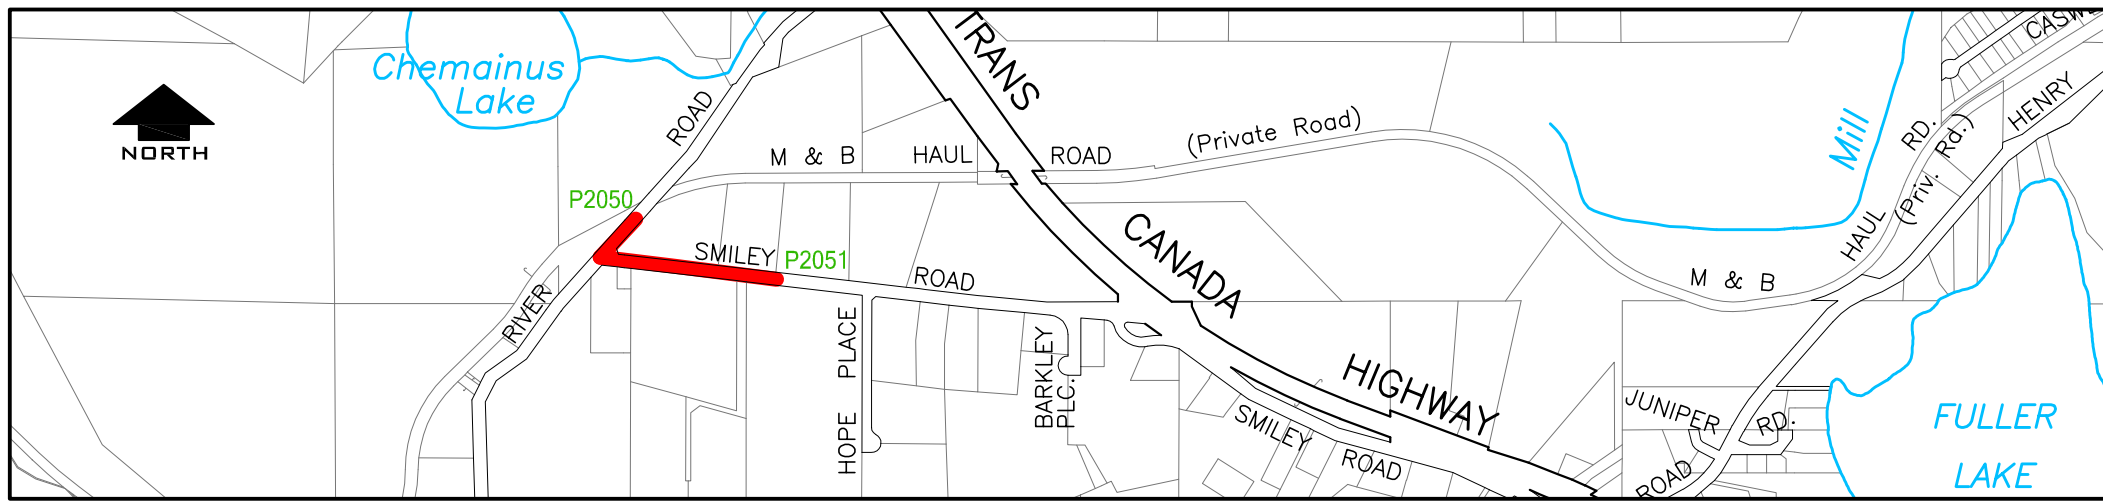 Chemainus
Lake
NORTH
ROAD
TRANS
M & B HAUL ROAD (Private Road)
P2050
SMILEY P2051
ROAD
RIVER
HOPE PLACE
BARKLEY
PLC.
CANADA
HIGHWAY
SMILEY
ROAD
Mill
M & B
HAUL RD.
(Priv. Rd.)
HENRY
ROAD
JUNIPER
RD.
FULLER
LAKE